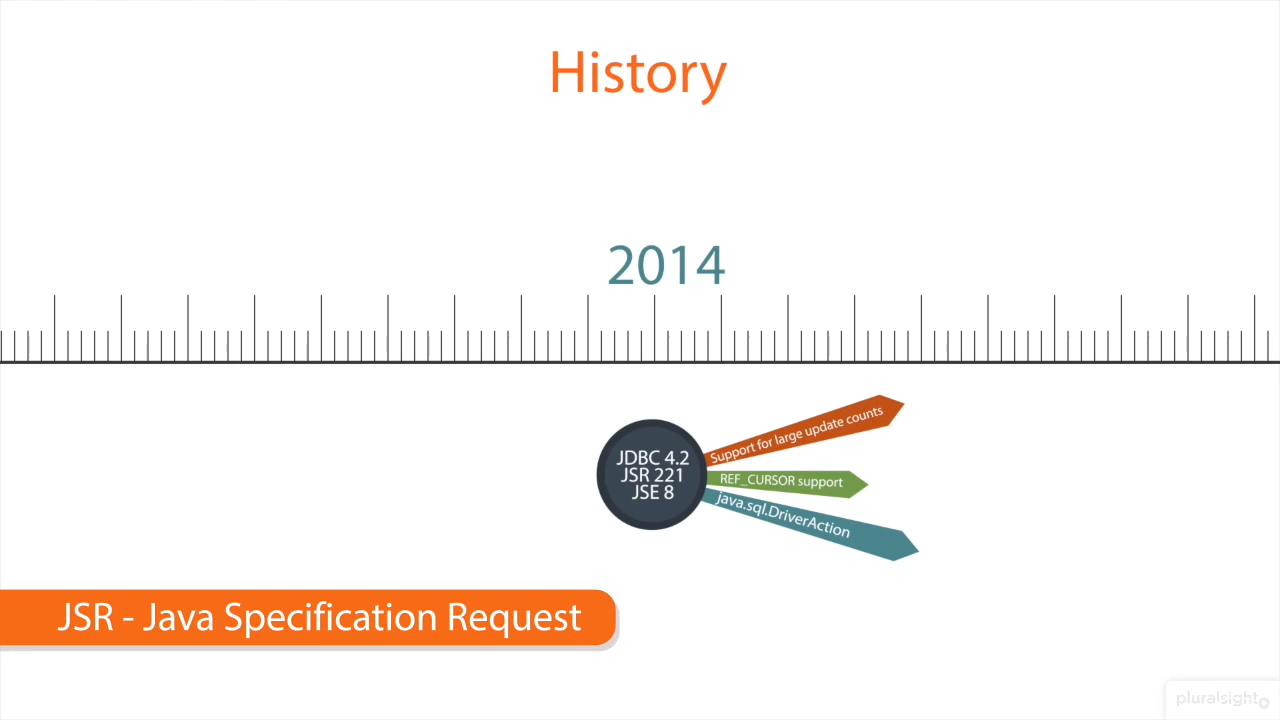 History
2014
JDBC 4.2
JSR 221
JSE 8
Support for large update counts
REF_CURSOR support
java.sql.DriverAction
JSR - Java Specification Request
pluralsight